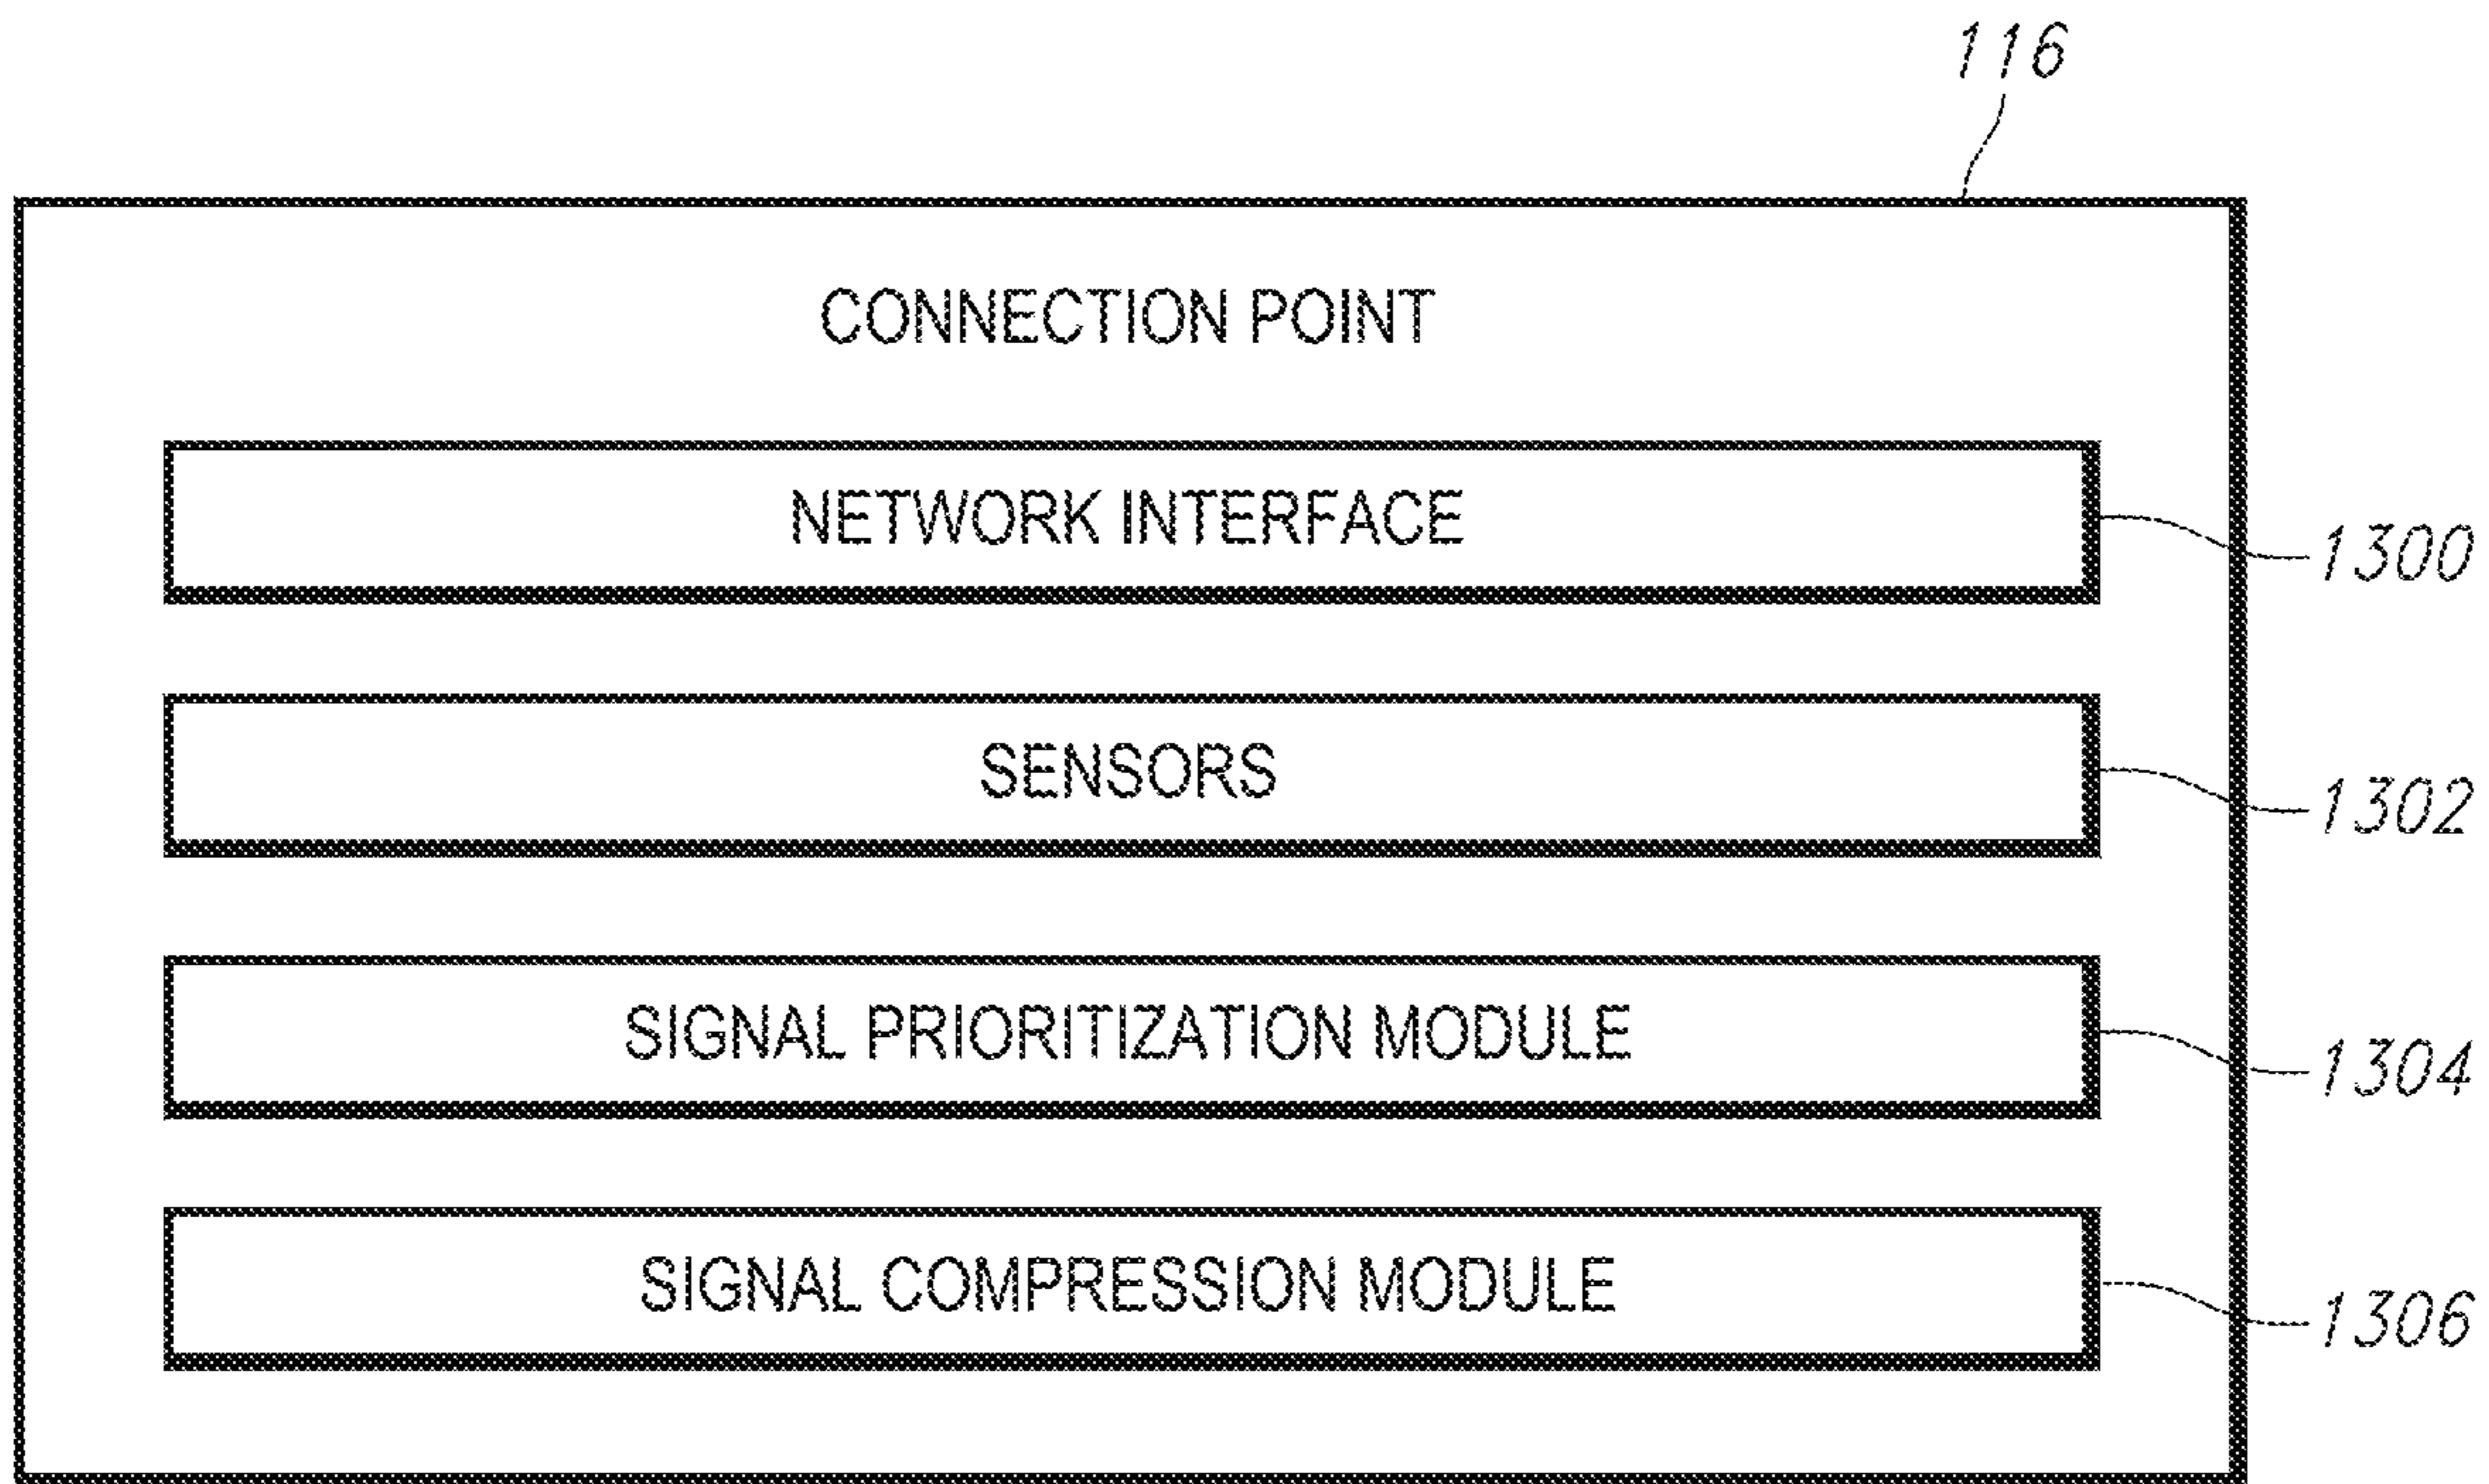 116
CONNECTION POINT
NETWORK INTERFACE
1300
SENSORS
1302
SIGNAL PRIORITIZATION MODULE
1304
SIGNAL COMPRESSION MODULE
1306